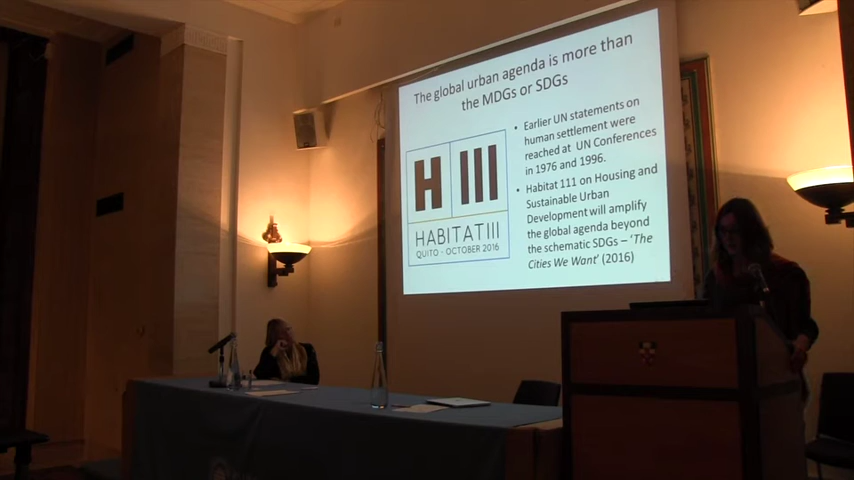 The global urban agenda is more than
the MDGs or SDGs
H III
HABITAT III
QUITO - OCTOBER 2016
• Earlier UN statements on
human settlement were
reached at UN Conferences
in 1976 and 1996.
• Habitat 111 on Housing and
Sustainable Urban
Development will amplify
the global agenda beyond
the schematic SDGs – 'The
Cities We Want' (2016)